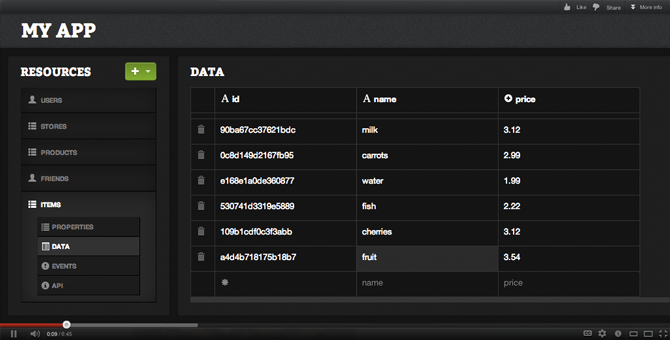 Like Share More info
MY APP
RESOURCES
USERS
STORES
PRODUCTS
FRIENDS
ITEMS
PROPERTIES
DATA
EVENTS
API
DATA
A id A name price
90ba67cc37621bdc milk 3.12
0c8d149d2167fb95 carrots 2.99
e168e1a0de360877 water 1.99
530741d3319e5889 fish 2.22
109b1cdf0c3f3abb cherries 3.12
a4d4b718175b18b7 fruit 3.54
name price
0:09 / 0:45